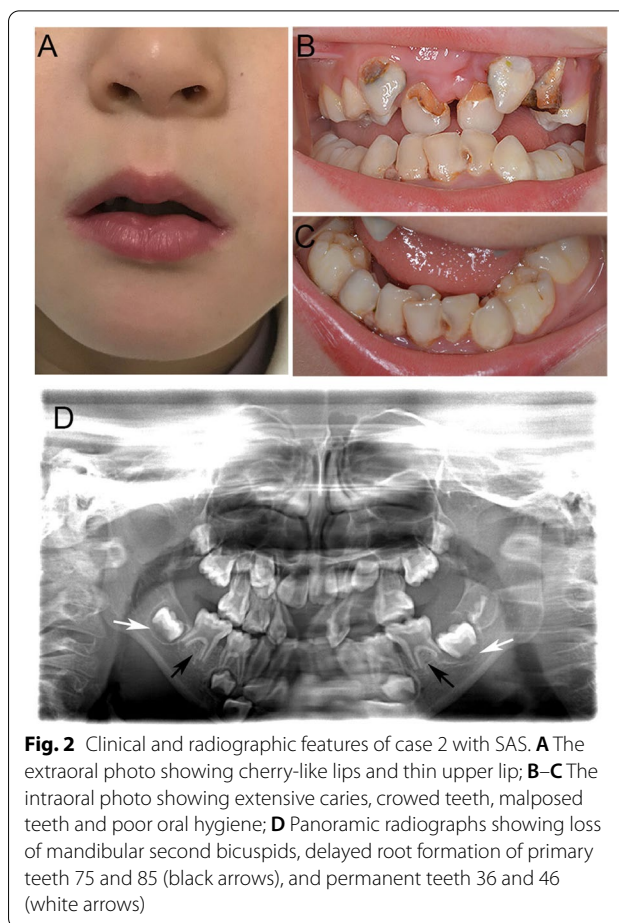 A
B
C
D
Fig. 2 Clinical and radiographic features of case 2 with SAS. A The
extraoral photo showing cherry-like lips and thin upper lip; B–C The
intraoral photo showing extensive caries, crowed teeth, malposed
teeth and poor oral hygiene; D Panoramic radiographs showing loss
of mandibular second bicuspids, delayed root formation of primary
teeth 75 and 85 (black arrows), and permanent teeth 36 and 46
(white arrows)